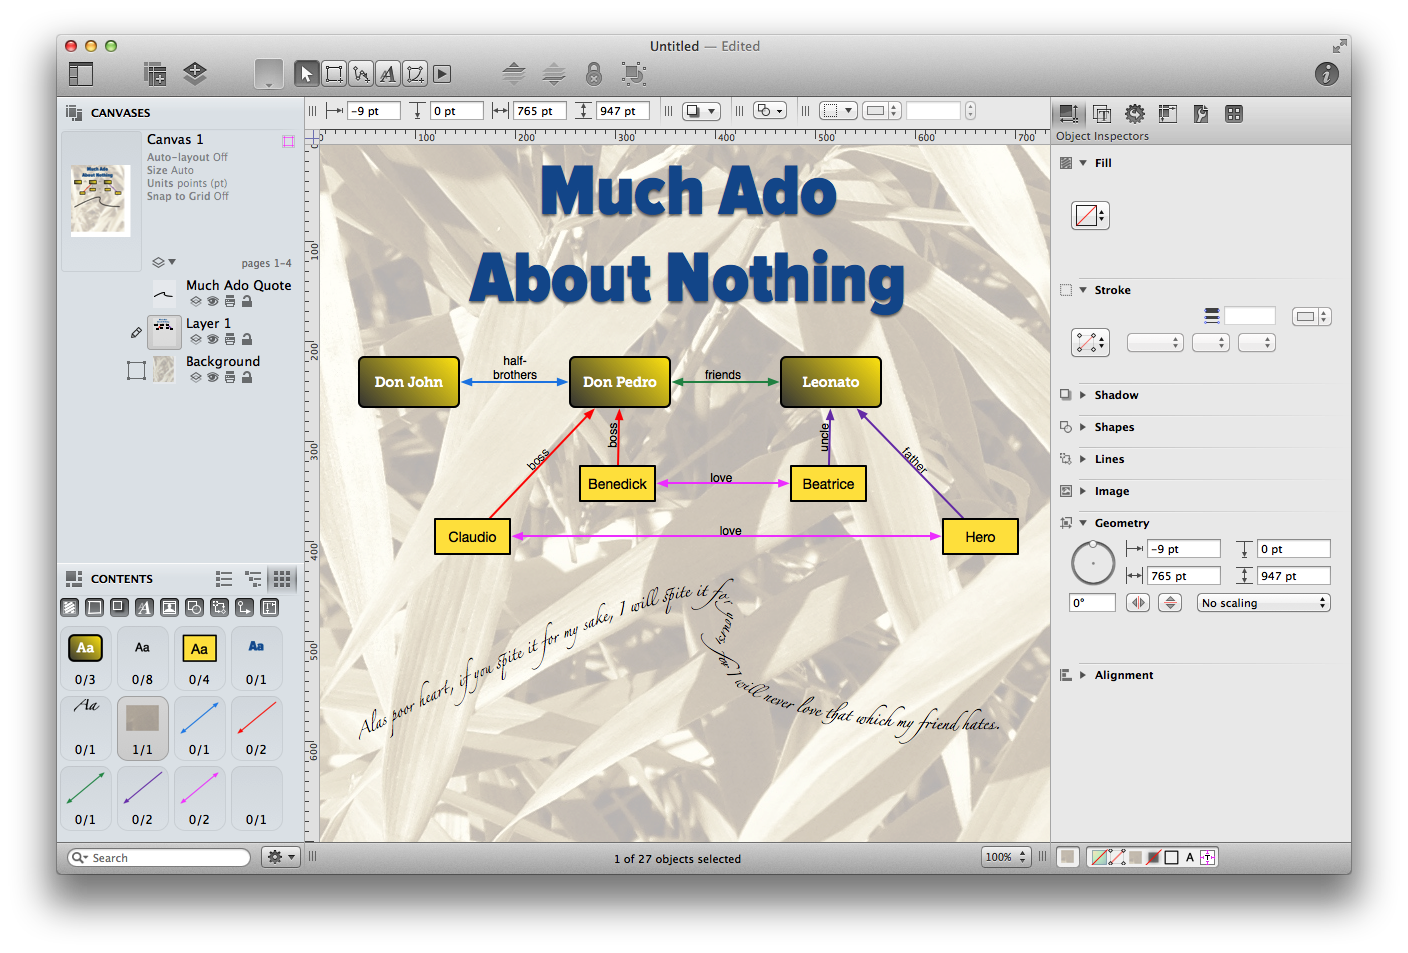 Untitled — Edited
CANVASES
Canvas 1
Auto-layout Off
Size Auto
Units points (pt)
Snap to Grid Off
pages 1-4
Much Ado Quote
Layer 1
Background
CONTENTS
Aa
0/3
Aa
0/8
Aa
0/4
Aa
0/1
Aa
0/1
1/1
0/1
0/2
0/1
0/2
0/2
0/1
Search
-9 pt
0 pt
765 pt
947 pt
100
200
300
400
500
600
700
100
200
300
400
500
600
Much Ado
About Nothing
Don John
half-
brothers
Don Pedro
friends
Leonato
boss
boss
uncle
father
Benedick
love
Beatrice
Claudio
love
Hero
Alas poor heart, if you spite it for my sake, I will spite it for yours, for I will never love that which my friend hates.
1 of 27 objects selected
100%
Object Inspectors
Fill
Stroke
Shadow
Shapes
Lines
Image
Geometry
-9 pt
0 pt
765 pt
947 pt
0°
No scaling
Alignment
A
T